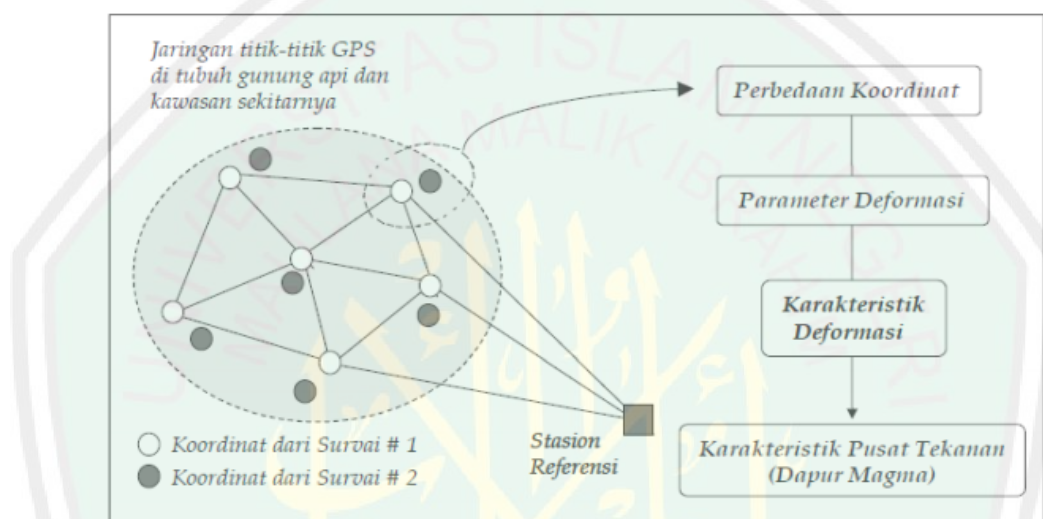 Jaringan titik-titik GPS
di tubuh gunung api dan
kawasan sekitarnya
Perbedaan Koordinat
Parameter Deformasi
Karakteristik
Deformasi
Karakteristik Pusat Tekanan
(Dapur Magma)
Stasion
Referensi
Koordinat dari Survai # 1
Koordinat dari Survai # 2